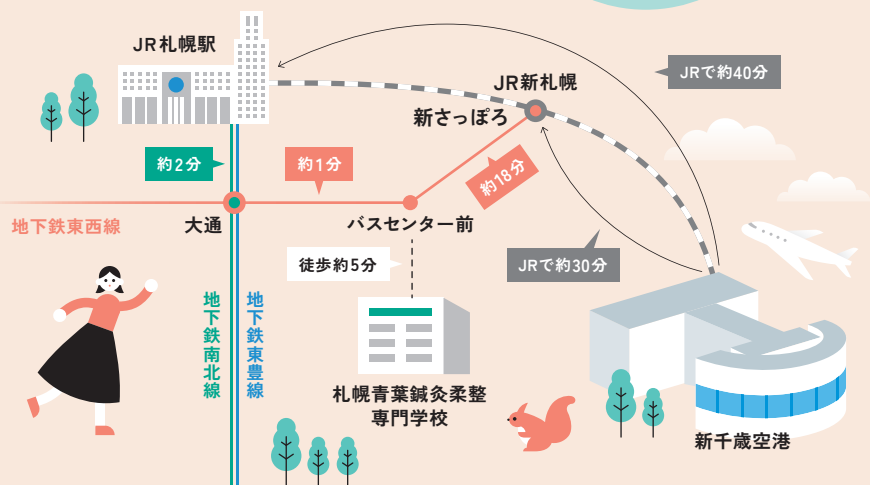 JR札幌駅
JRで約40分
JR新札幌
新さっぽろ
約2分
約1分
約18分
地下鉄東西線
大通
バスセンター前
徒歩約5分
JRで約30分
地下鉄南北線
地下鉄東豊線
札幌青葉鍼灸柔整
専門学校
新千歳空港